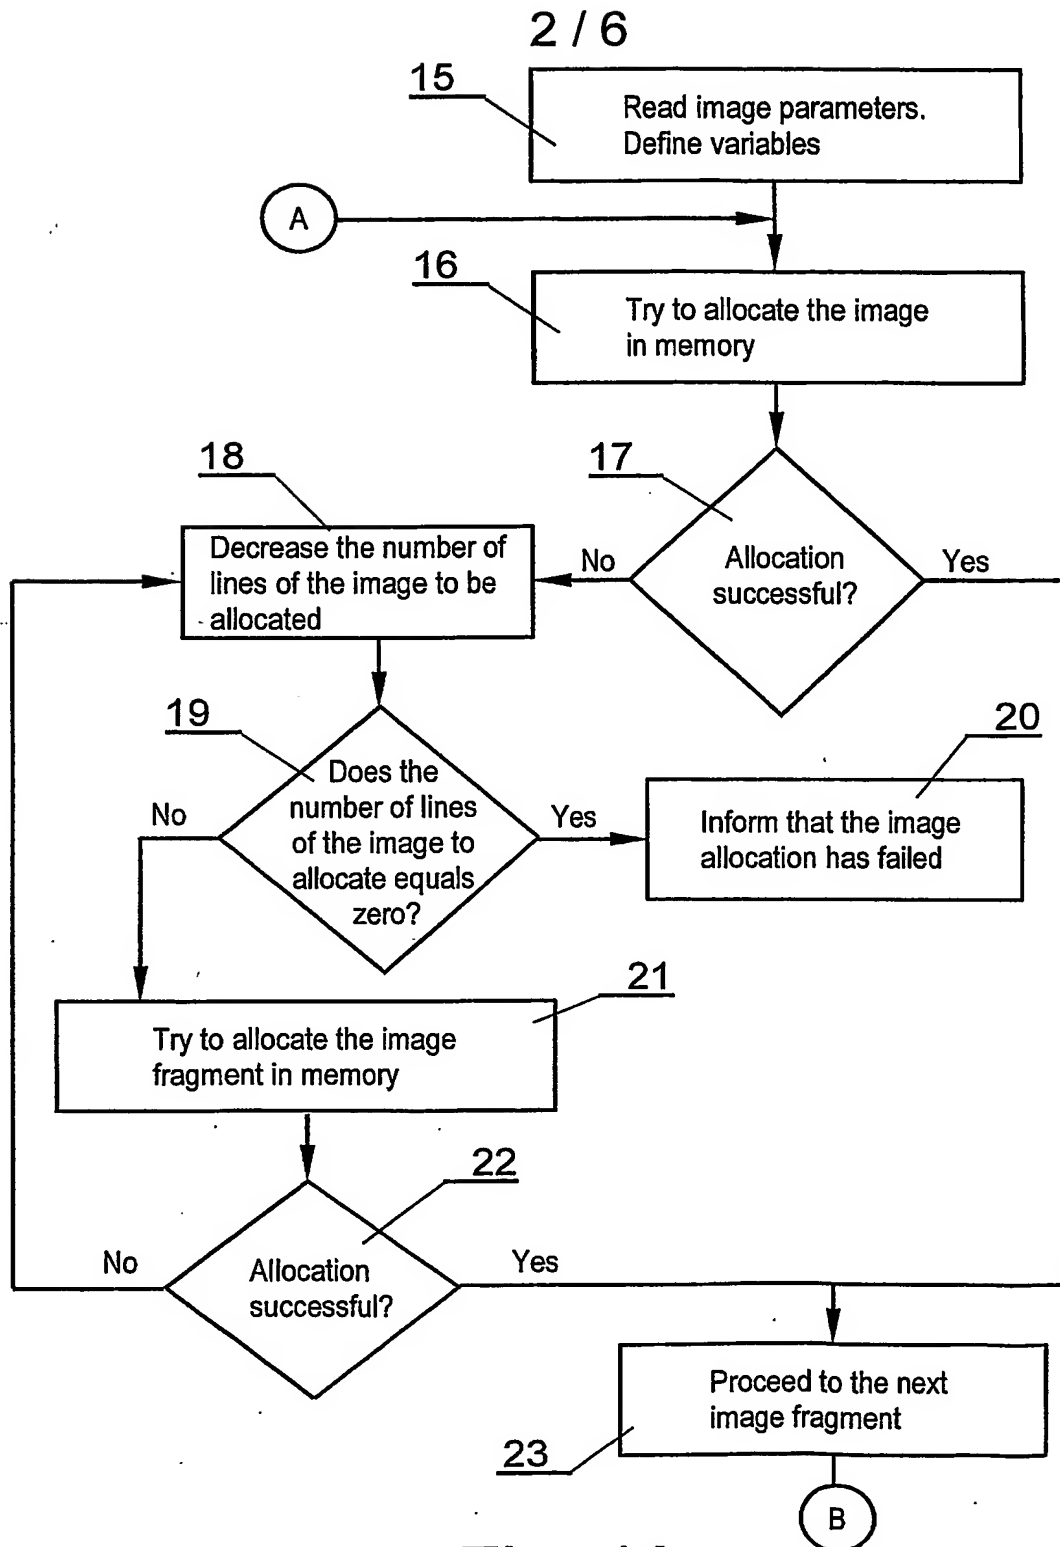 2 / 6
15
Read image parameters.
Define variables
A
16
Try to allocate the image
in memory
17
Allocation
successful?
No
Yes
18
Decrease the number of
lines of the image to be
allocated
19
Does the
number of lines
of the image to
allocate equals
zero?
No
Yes
20
Inform that the image
allocation has failed
21
Try to allocate the image
fragment in memory
22
Allocation
successful?
No
Yes
Proceed to the next
image fragment
23
B